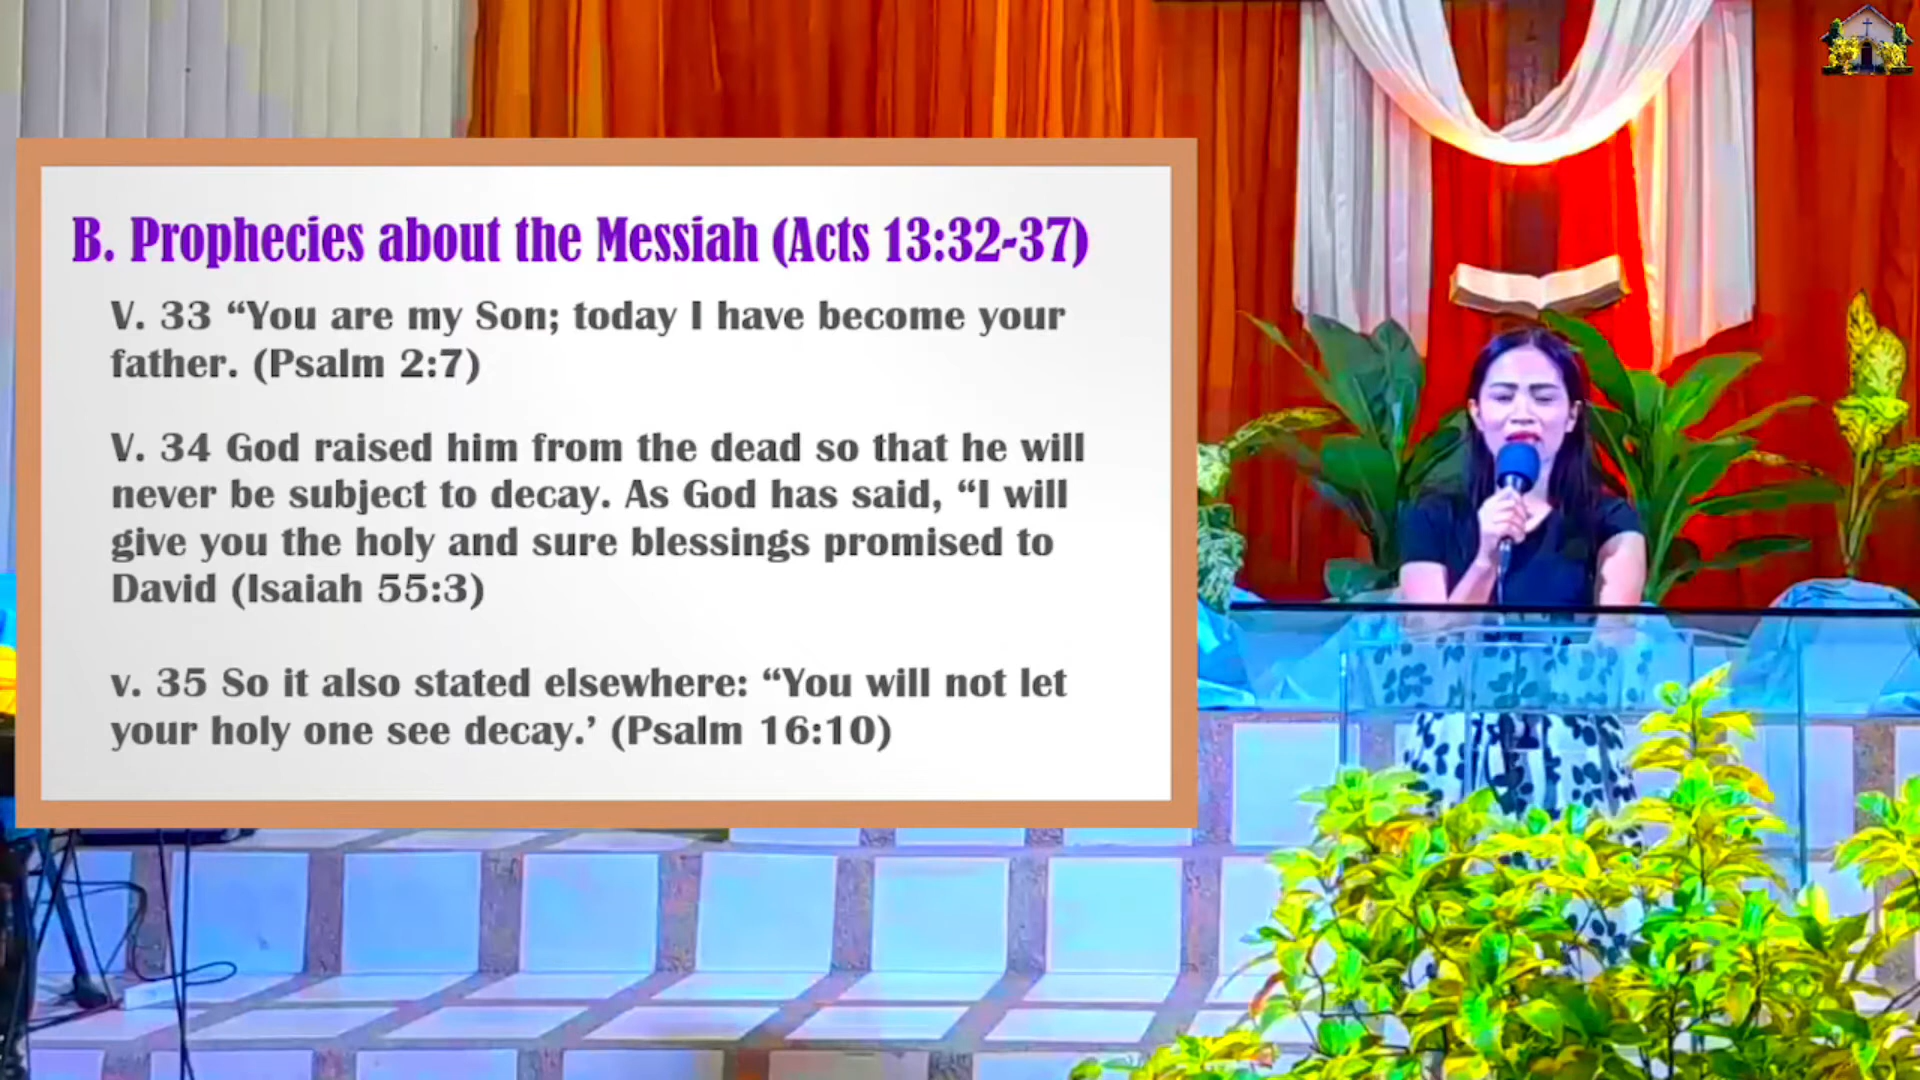 B. Prophecies about the Messiah (Acts 13:32-37)
V. 33 “You are my Son; today I have become your
father. (Psalm 2:7)
V. 34 God raised him from the dead so that he will
never be subject to decay. As God has said, “I will
give you the holy and sure blessings promised to
David (Isaiah 55:3)
v. 35 So it also stated elsewhere: “You will not let
your holy one see decay.’ (Psalm 16:10)